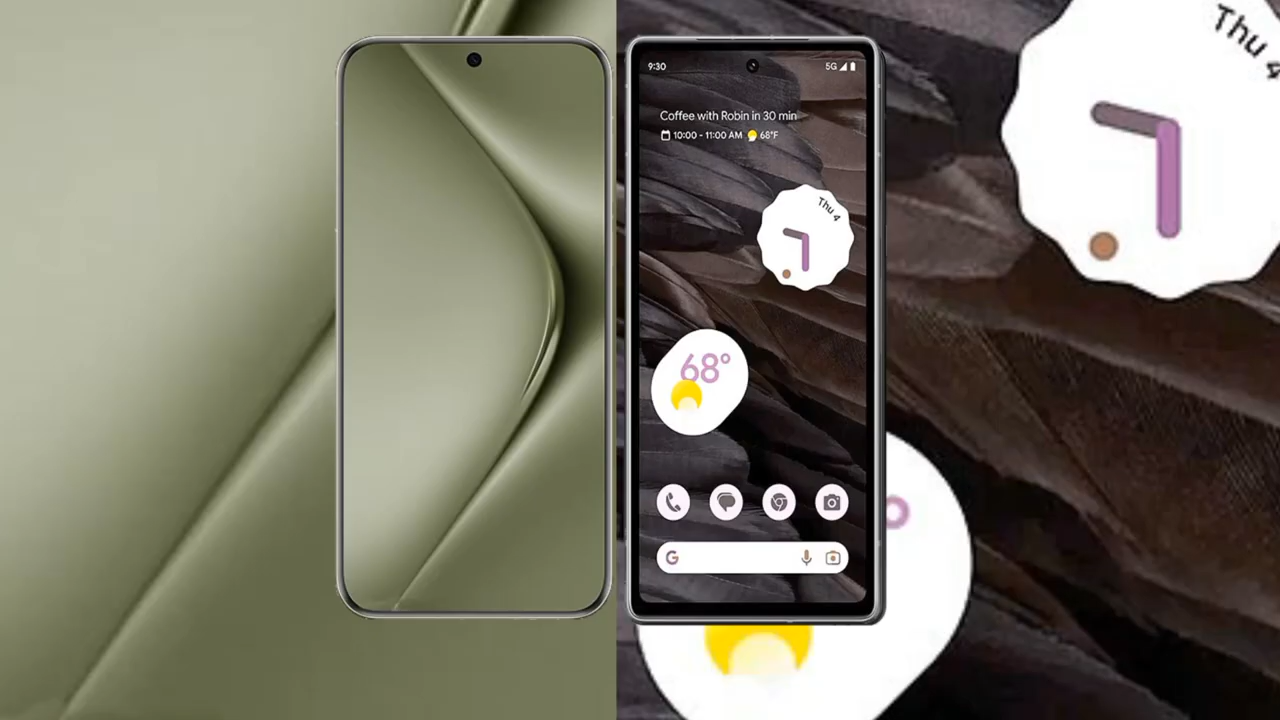 9:30
5G
Coffee with Robin in 30 min
10:00 - 11:00 AM 68°F
Thu 4
68°
G
Thu 4